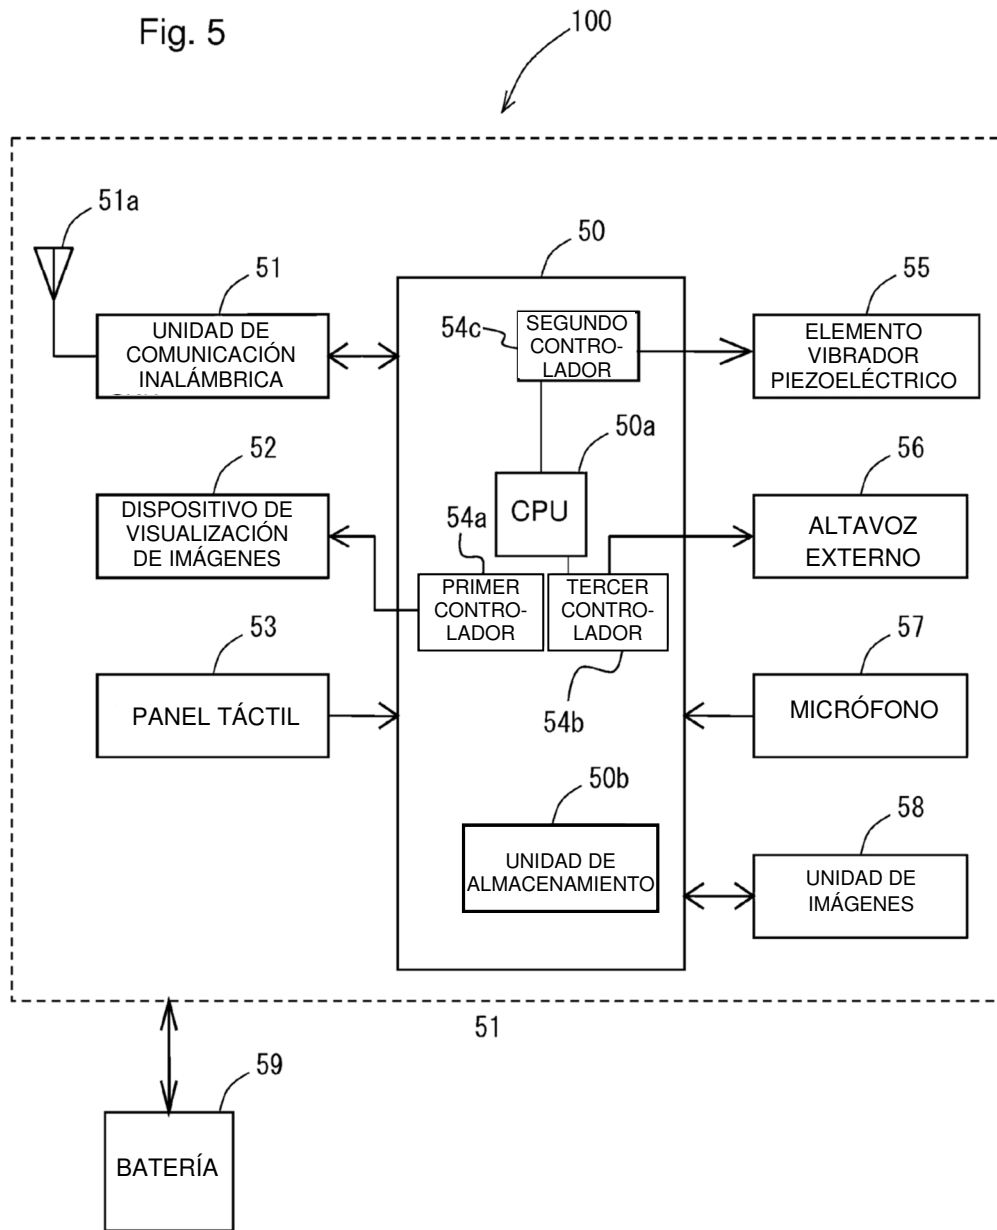 Fig. 5
100
51a
51
50
55
UNIDAD DE
COMUNICACIÓN
INALÁMBRICA
54c
SEGUNDO
CONTRO-
LADOR
ELEMENTO
VIBRADOR
PIEZOELÉCTRICO
52
50a
56
DISPOSITIVO DE
VISUALIZACIÓN
DE IMÁGENES
CPU
54a
ALTAVOZ
EXTERNO
PRIMER
CONTRO-
LADOR
TERCER
CONTRO-
LADOR
53
57
PANEL TÁCTIL
54b
MICRÓFONO
50b
58
UNIDAD DE
ALMACENAMIENTO
UNIDAD DE
IMÁGENES
51
59
BATERÍA